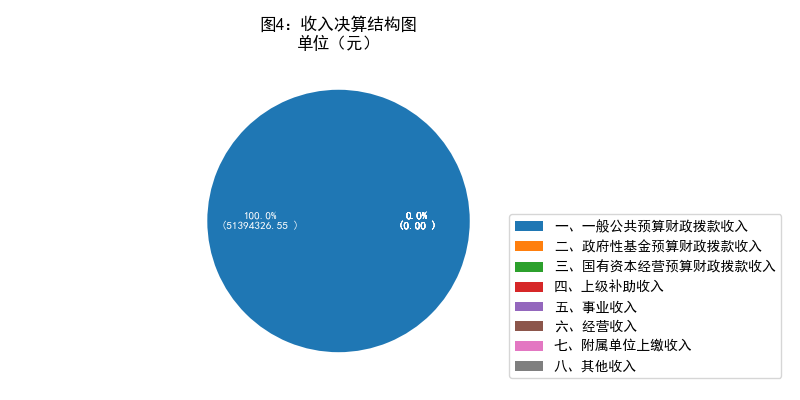 图4：收入决算结构图
单位（元）
100.0%
(51394326.55 )
0.0%
(0.00 )
一、一般公共预算财政拨款收入
二、政府性基金预算财政拨款收入
三、国有资本经营预算财政拨款收入
四、上级补助收入
五、事业收入
六、经营收入
七、附属单位上缴收入
八、其他收入